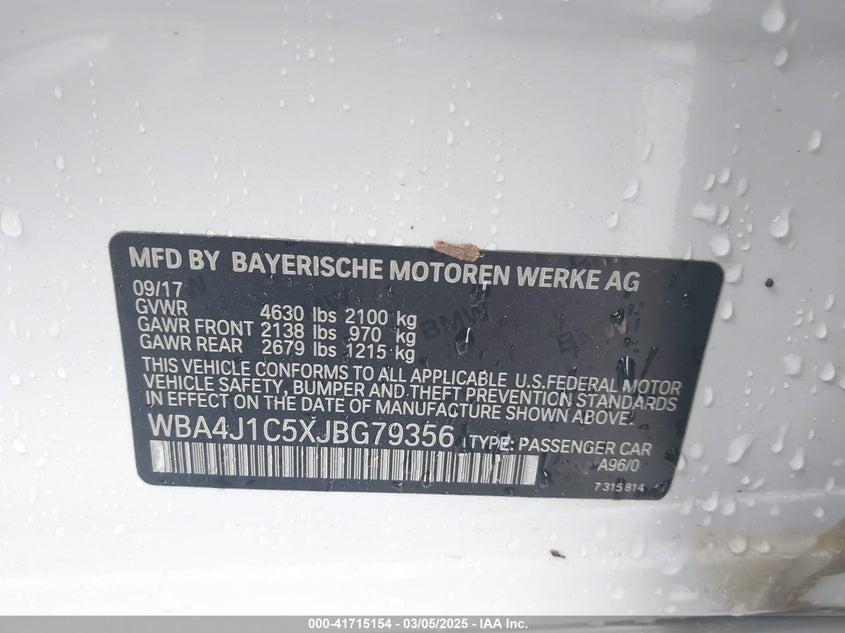 MFD BY BAYERISCHE MOTOREN WERKE AG
09/17
GVWR 4630 lbs 2100 kg
GAWR FRONT 2138 lbs 970 kg
GAWR REAR 2679 lbs 1215 kg
THIS VEHICLE CONFORMS TO ALL APPLICABLE U.S.FEDERAL MOTOR
VEHICLE SAFETY, BUMPER AND THEFT PREVENTION STANDARDS
IN EFFECT ON THE DATE OF MANUFACTURE SHOWN ABOVE.
WBA4J1C5XJBG79356 TYPE: PASSENGER CAR
A96/0
7 315 814
000-41715154 - 03/05/2025 - IAA Inc.